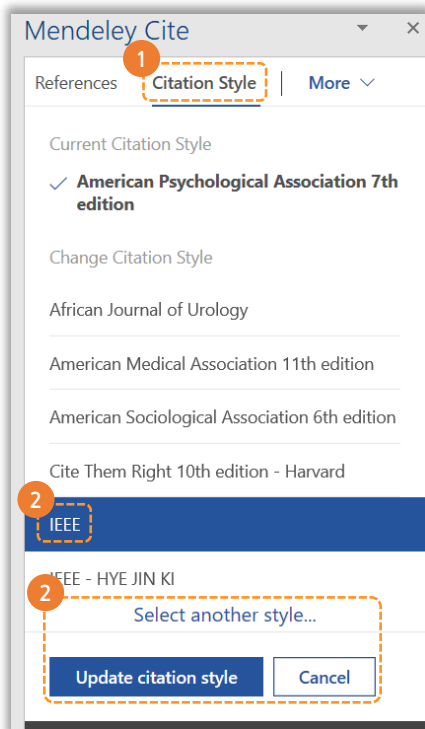 Mendeley Cite
1
References Citation Style More
Current Citation Style
American Psychological Association 7th
edition
Change Citation Style
African Journal of Urology
American Medical Association 11th edition
American Sociological Association 6th edition
Cite Them Right 10th edition - Harvard
2
IEEE
IEEE - HYE JIN KI
2
Select another style...
Update citation style Cancel